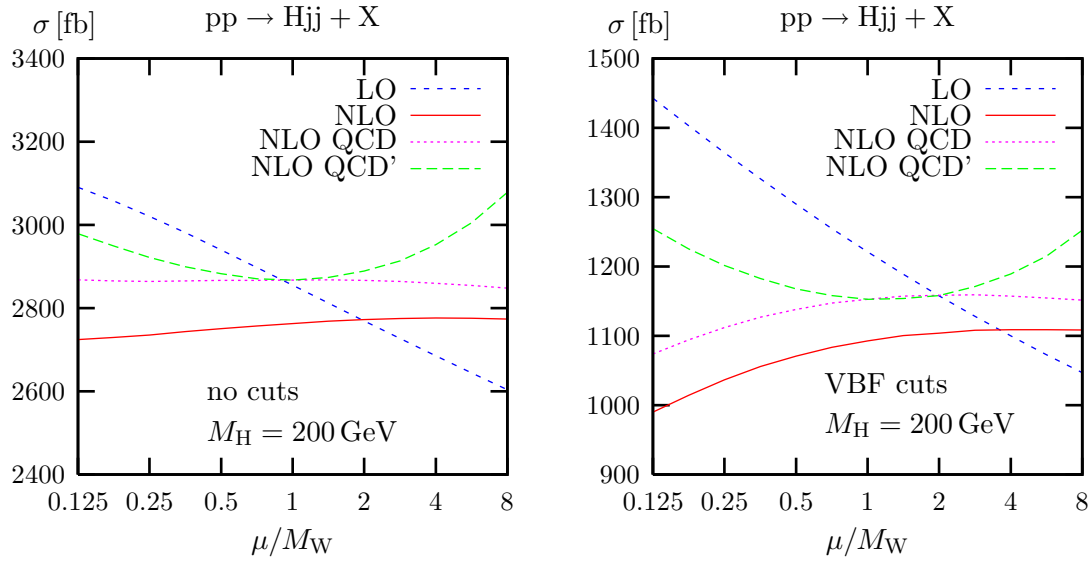 σ [fb] pp → Hjj + X
3400
3200
3000
2800
2600
2400
LO
NLO
NLO QCD
NLO QCD'
no cuts
M_H = 200 GeV
0.125 0.25 0.5 1 2 4 8
μ/M_W
σ [fb] pp → Hjj + X
1500
1400
1300
1200
1100
1000
900
LO
NLO
NLO QCD
NLO QCD'
VBF cuts
M_H = 200 GeV
0.125 0.25 0.5 1 2 4 8
μ/M_W